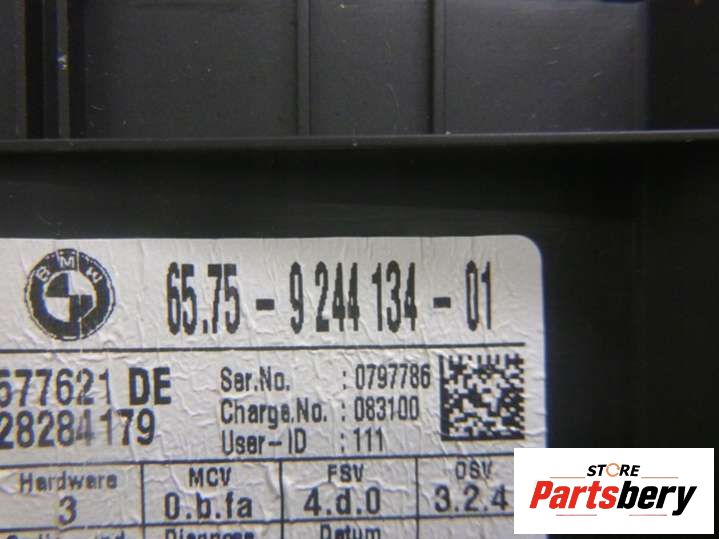 BMW
65.75 - 9 244 134 - 01
577621 DE
28284179
Ser.No. : 0797786
Charge.No. : 083100
User-ID : 111
Hardware MCV FSV OSV
3 0.b.fa 4.d.0 3.2.4
Datum
STORE
Partsbery